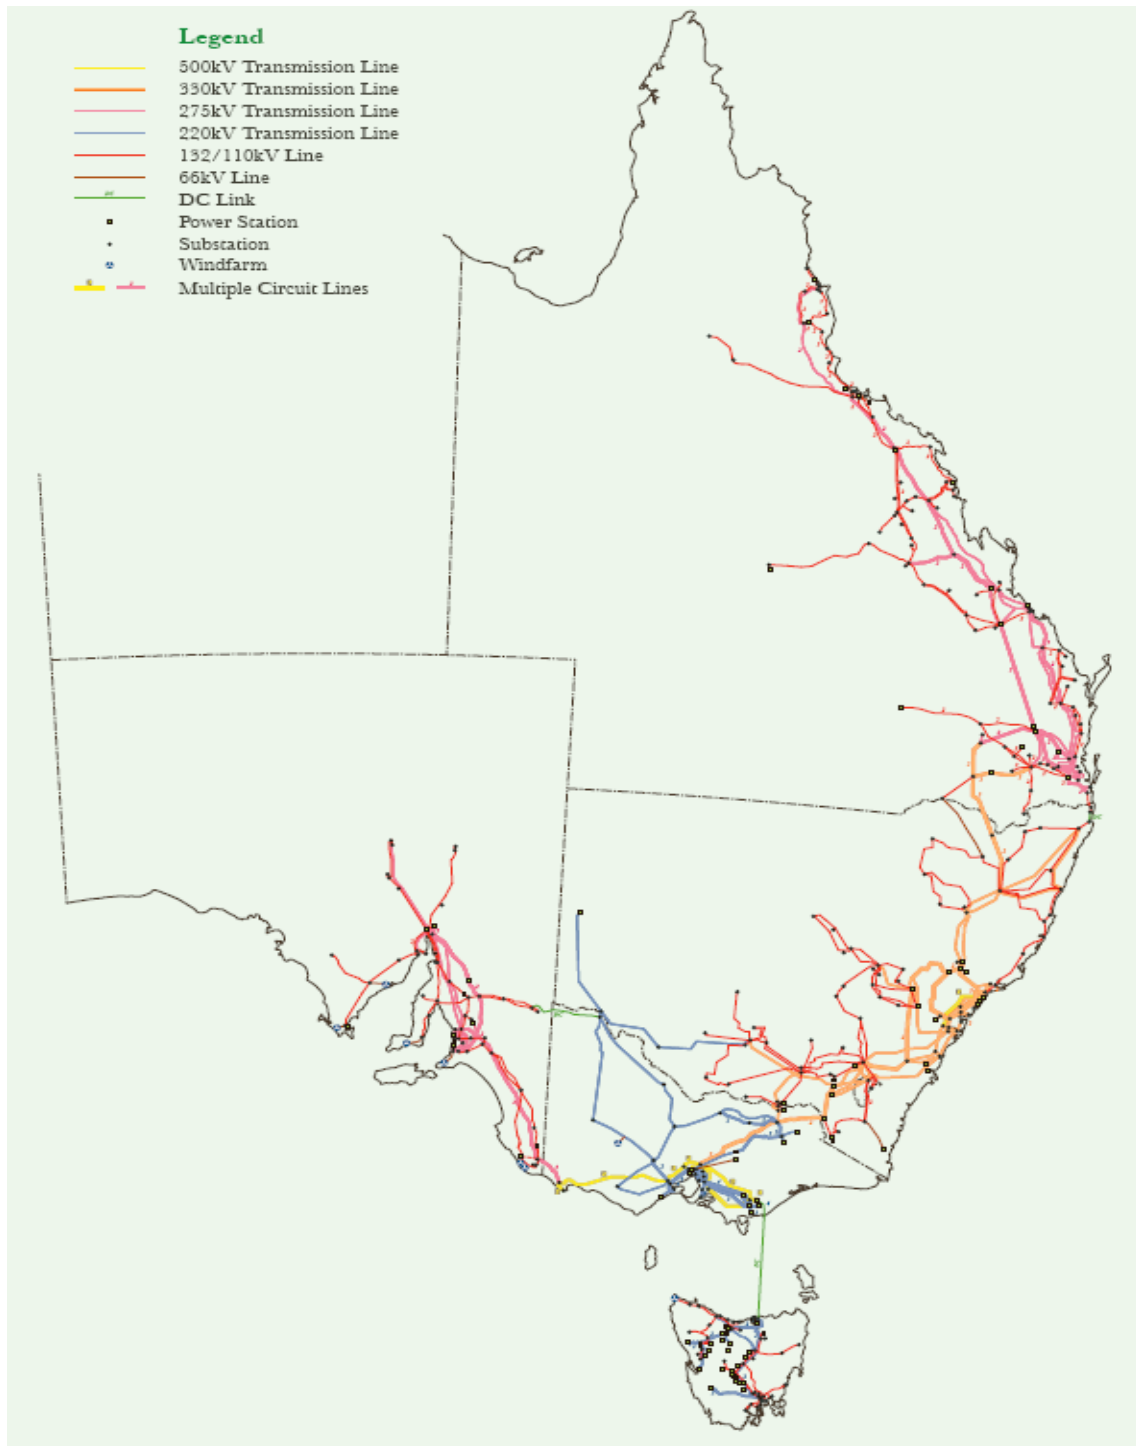 Legend
500kV Transmission Line
330kV Transmission Line
275kV Transmission Line
220kV Transmission Line
132/110kV Line
66kV Line
DC Link
Power Station
Substation
Windfarm
Multiple Circuit Lines